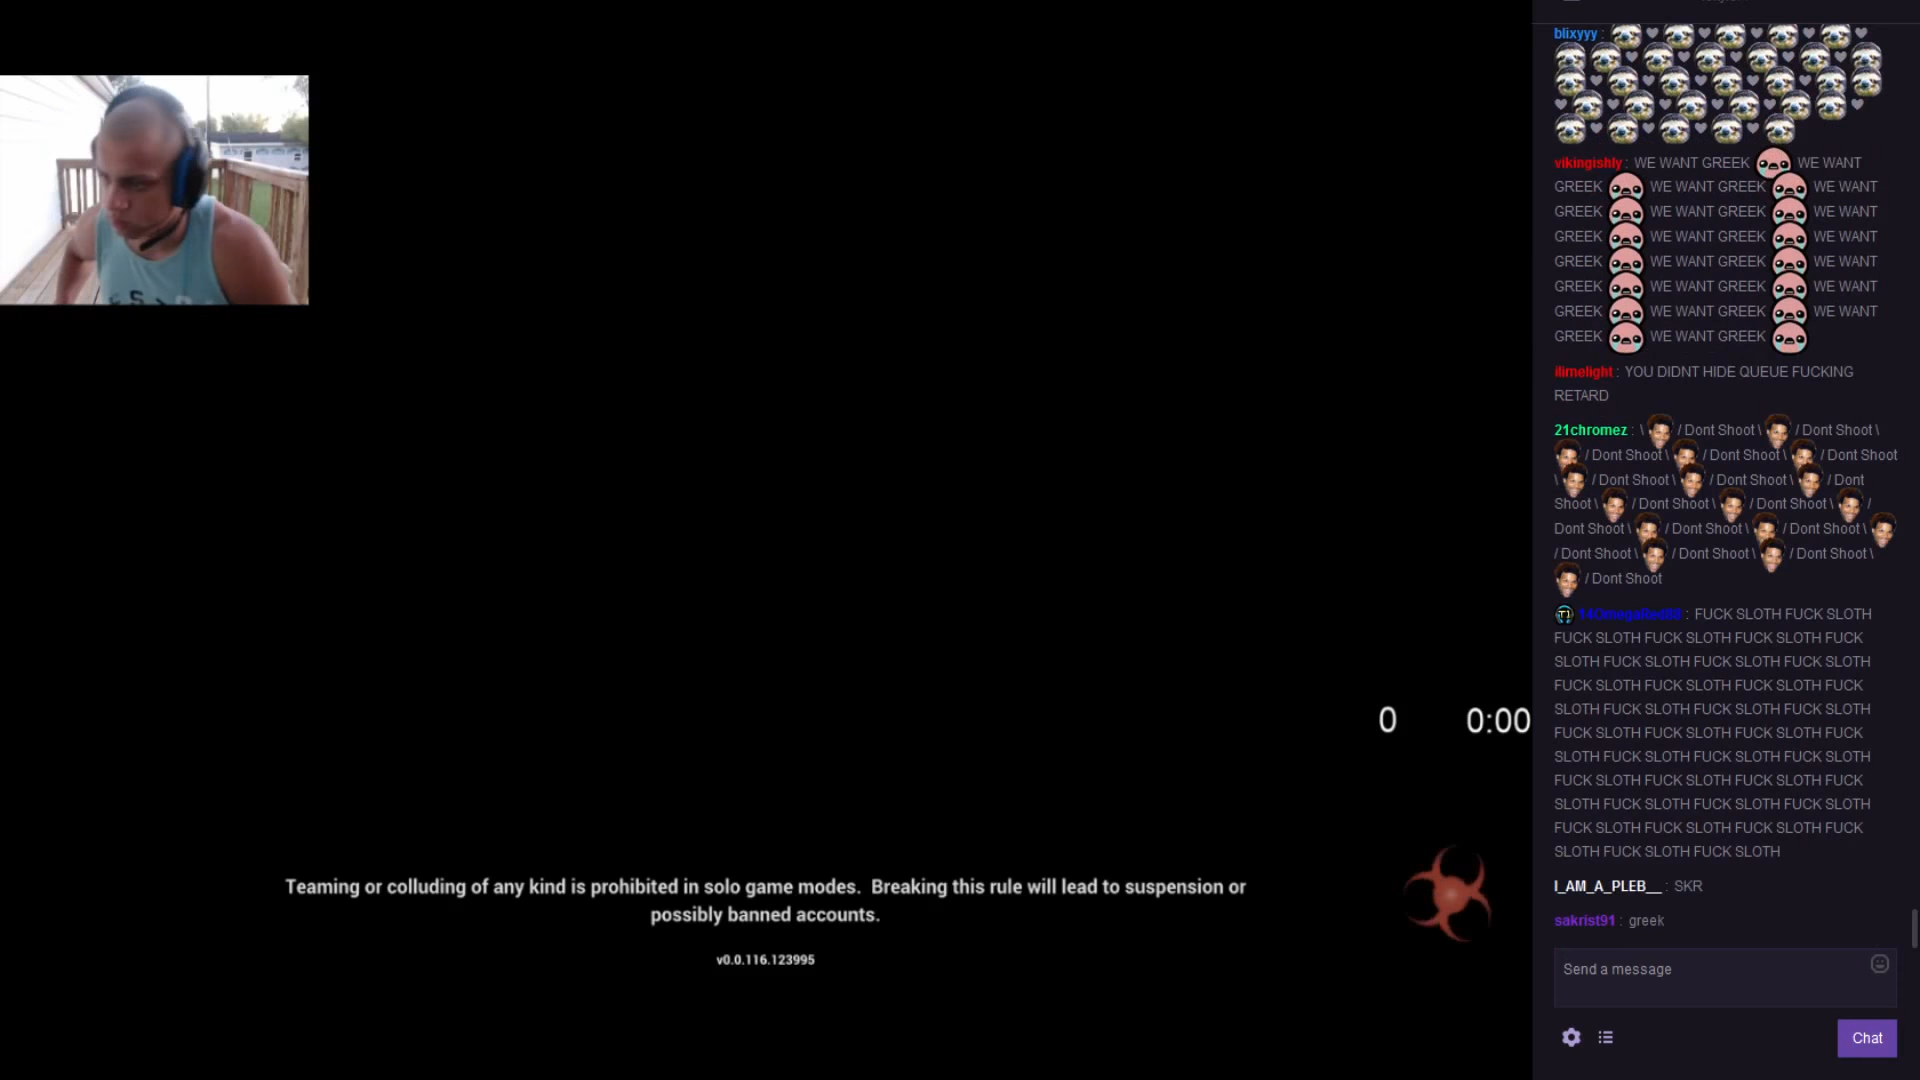 blixyyy :
vikingishly : WE WANT GREEK WE WANT
GREEK WE WANT GREEK WE WANT
GREEK WE WANT GREEK WE WANT
GREEK WE WANT GREEK WE WANT
GREEK WE WANT GREEK WE WANT
GREEK WE WANT GREEK WE WANT
GREEK WE WANT GREEK WE WANT
GREEK WE WANT GREEK
ilimelight : YOU DIDNT HIDE QUEUE FUCKING
RETARD
21chromez : \ / Dont Shoot \ / Dont Shoot \
/ Dont Shoot \ / Dont Shoot \ / Dont Shoot
\ / Dont Shoot \ / Dont Shoot \ / Dont
Shoot \ / Dont Shoot \ / Dont Shoot \ /
Dont Shoot \ / Dont Shoot \ / Dont Shoot \
/ Dont Shoot \ / Dont Shoot \ / Dont Shoot \
/ Dont Shoot
14OmegaRed88 : FUCK SLOTH FUCK SLOTH
FUCK SLOTH FUCK SLOTH FUCK SLOTH FUCK
SLOTH FUCK SLOTH FUCK SLOTH FUCK SLOTH
FUCK SLOTH FUCK SLOTH FUCK SLOTH FUCK
SLOTH FUCK SLOTH FUCK SLOTH FUCK SLOTH
FUCK SLOTH FUCK SLOTH FUCK SLOTH FUCK
SLOTH FUCK SLOTH FUCK SLOTH FUCK SLOTH
FUCK SLOTH FUCK SLOTH FUCK SLOTH FUCK
SLOTH FUCK SLOTH FUCK SLOTH FUCK SLOTH
FUCK SLOTH FUCK SLOTH FUCK SLOTH FUCK
SLOTH FUCK SLOTH FUCK SLOTH
I_AM_A_PLEB__ : SKR
sakrist91 : greek
Send a message
Chat
0 0:00
Teaming or colluding of any kind is prohibited in solo game modes. Breaking this rule will lead to suspension or
possibly banned accounts.
v0.0.116.123995